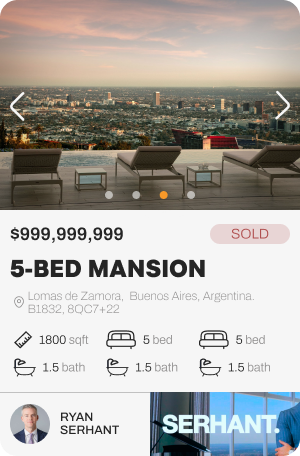 $999,999,999
SOLD
5-BED MANSION
Lomas de Zamora, Buenos Aires, Argentina.
B1832, 8QC7+22
1800 sqft
5 bed
5 bed
1.5 bath
1.5 bath
1.5 bath
RYAN
SERHANT
SERHANT.